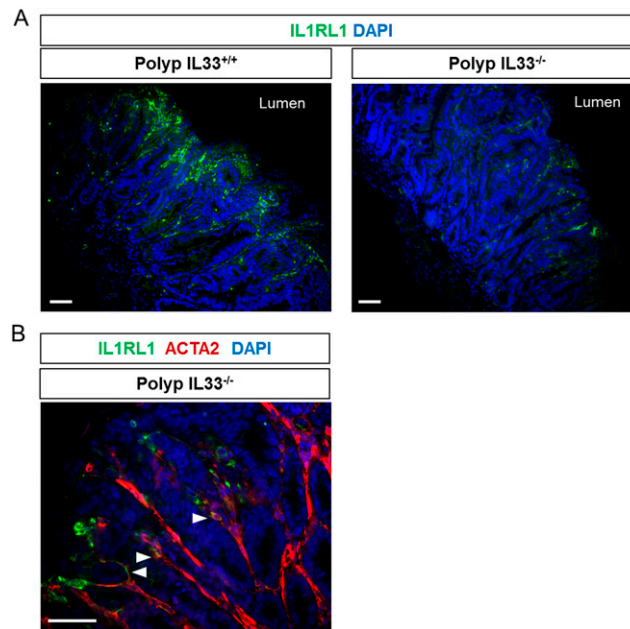 A
IL1RL1 DAPI
Polyp IL33+/+
Polyp IL33-/-
Lumen
Lumen
B
IL1RL1 ACTA2 DAPI
Polyp IL33-/-